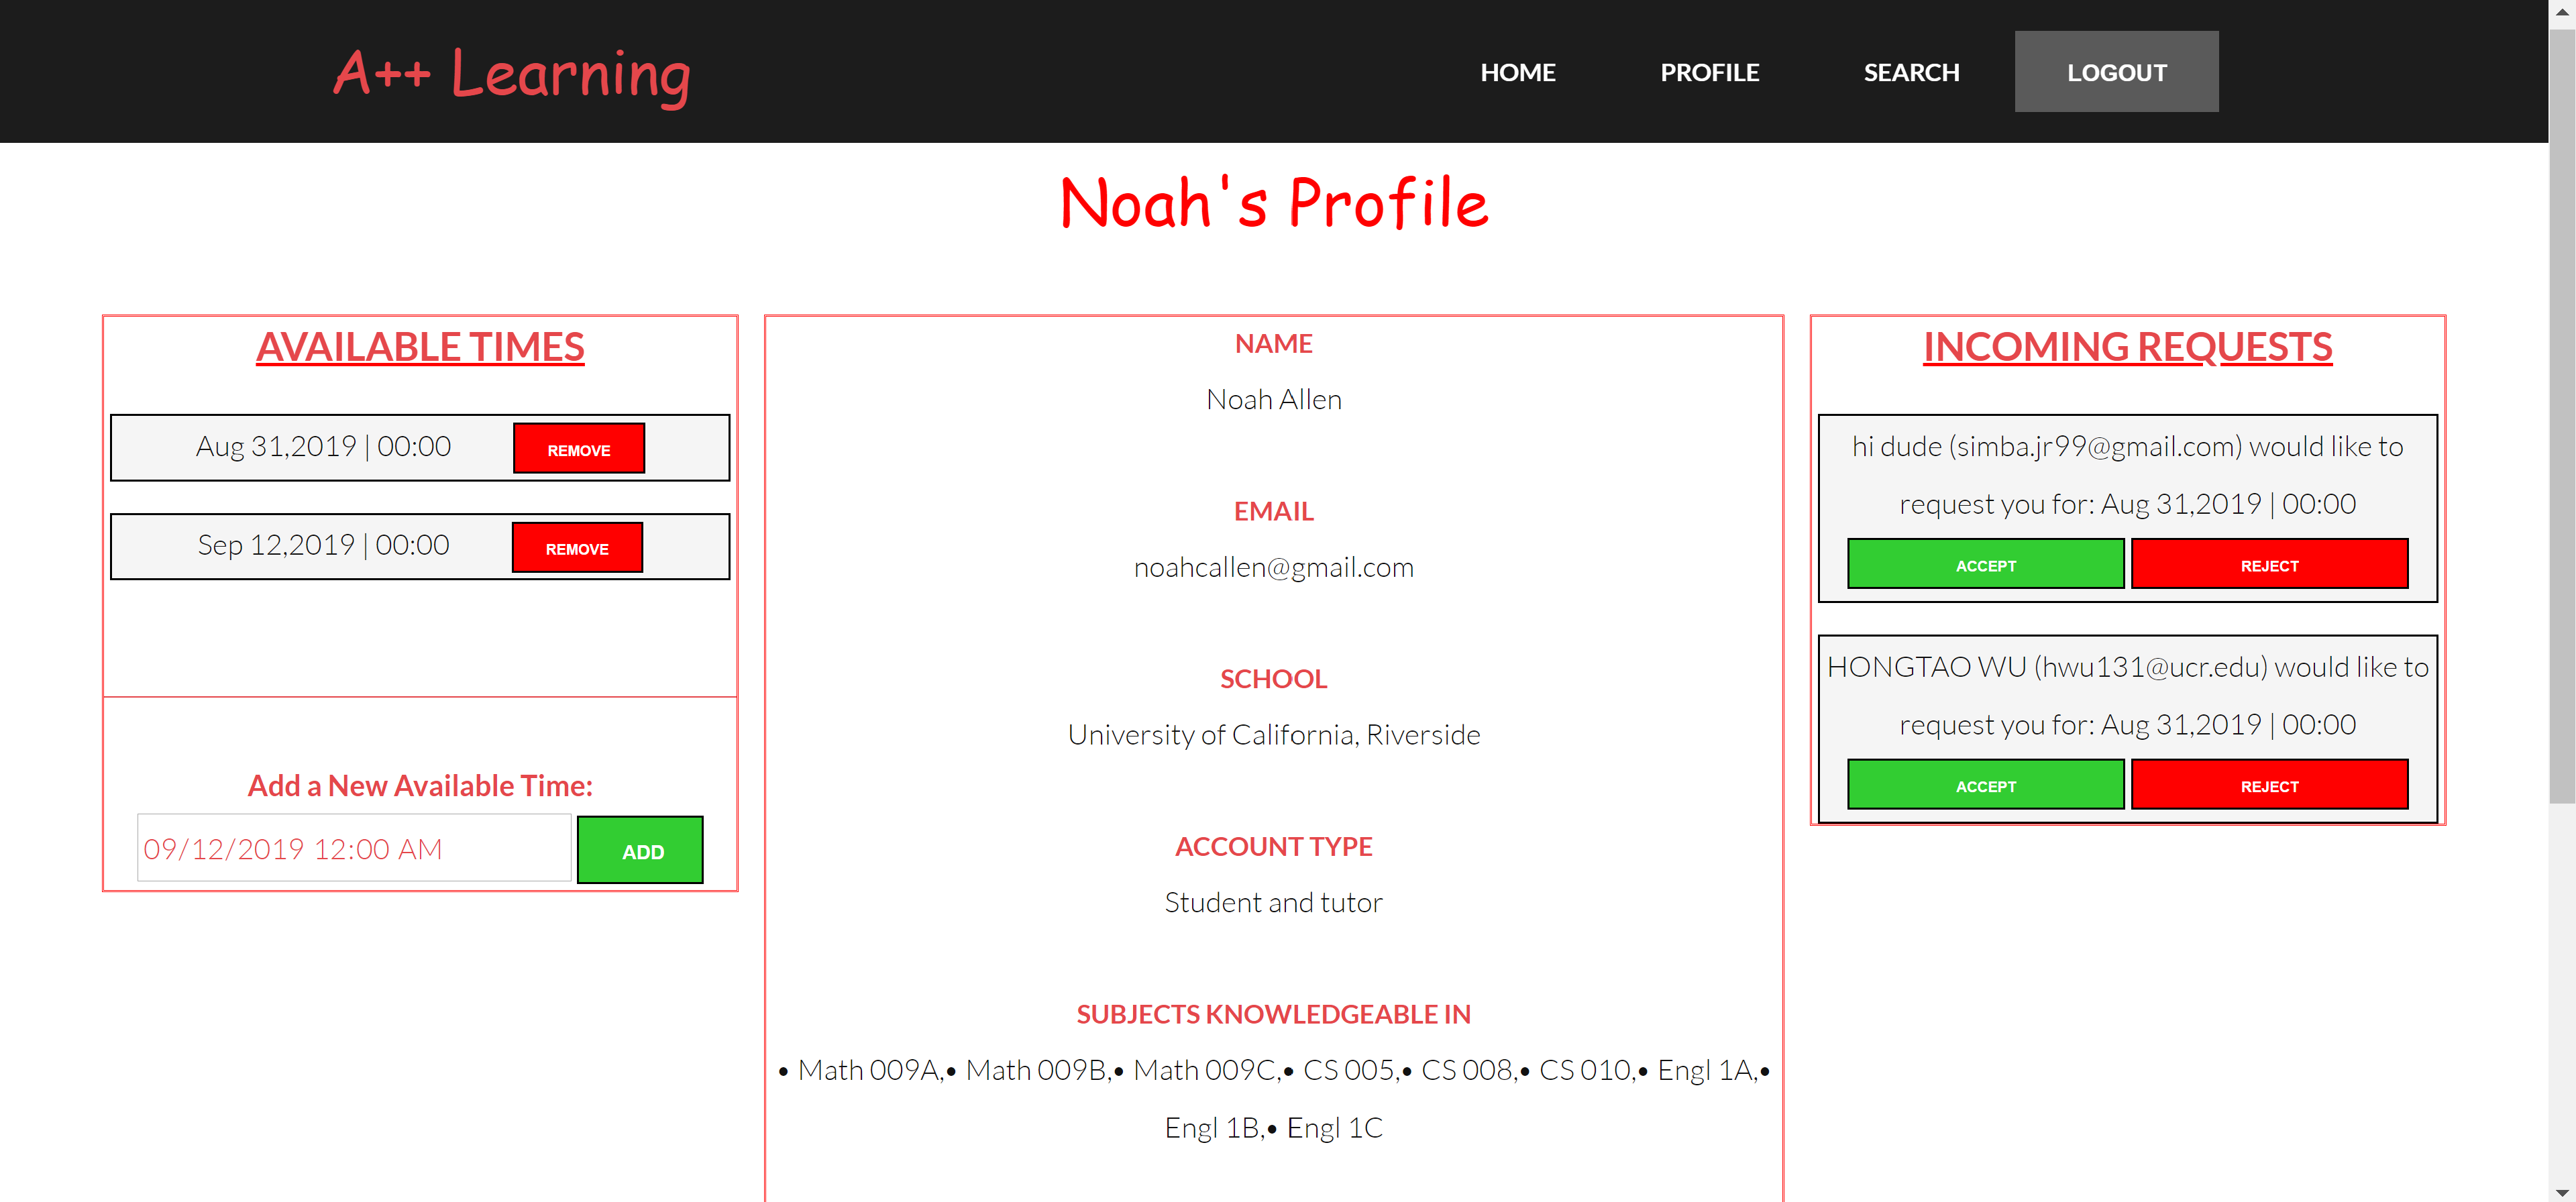 A++ Learning
HOME
PROFILE
SEARCH
LOGOUT
Noah's Profile
AVAILABLE TIMES
Aug 31,2019 | 00:00
REMOVE
Sep 12,2019 | 00:00
REMOVE
Add a New Available Time:
09/12/2019 12:00 AM
ADD
NAME
Noah Allen
EMAIL
noahcallen@gmail.com
SCHOOL
University of California, Riverside
ACCOUNT TYPE
Student and tutor
SUBJECTS KNOWLEDGEABLE IN
• Math 009A,• Math 009B,• Math 009C,• CS 005,• CS 008,• CS 010,• Engl 1A,•
Engl 1B,• Engl 1C
INCOMING REQUESTS
hi dude (simba.jr99@gmail.com) would like to
request you for: Aug 31,2019 | 00:00
ACCEPT
REJECT
HONGTAO WU (hwu131@ucr.edu) would like to
request you for: Aug 31,2019 | 00:00
ACCEPT
REJECT